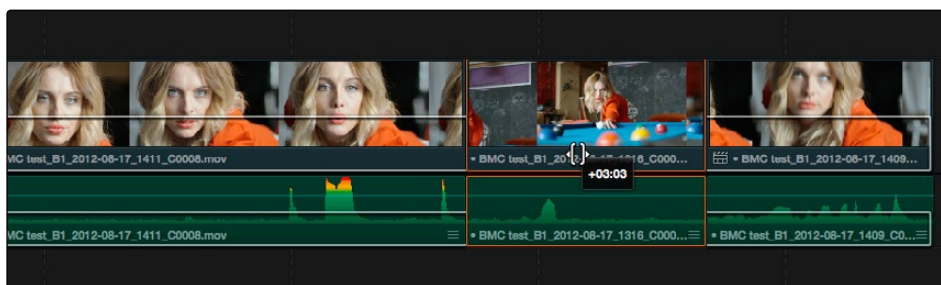 MC test_B1_2012-08-17_1411_C0008.mov
• BMC test_B1_20 16_C000...
• BMC test_B1_2012-08-17_1409...
+03:03
MC test_B1_2012-08-17_1411_C0008.mov
• BMC test_B1_2012-08-17_1316_C000...
• BMC test_B1_2012-08-17_1409_C0...